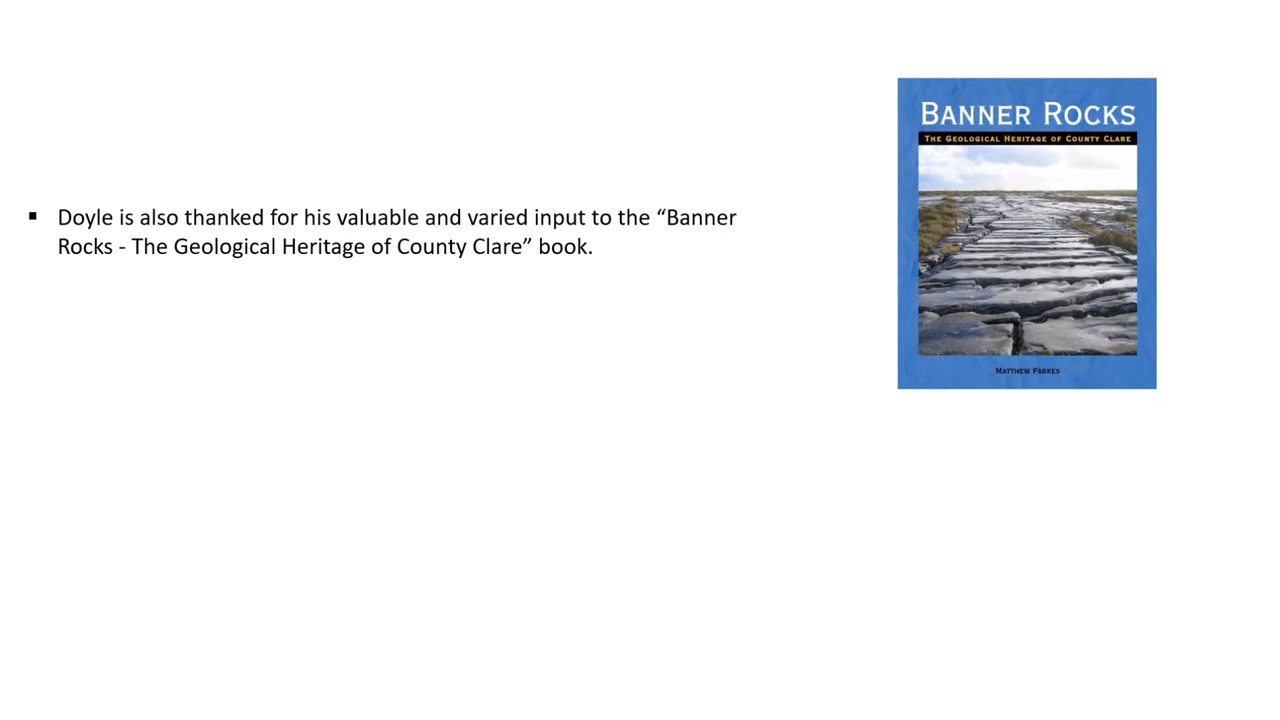 ▪ Doyle is also thanked for his valuable and varied input to the “Banner
Rocks - The Geological Heritage of County Clare” book.
BANNER ROCKS
THE GEOLOGICAL HERITAGE OF COUNTY CLARE
MATTHEW PARKES